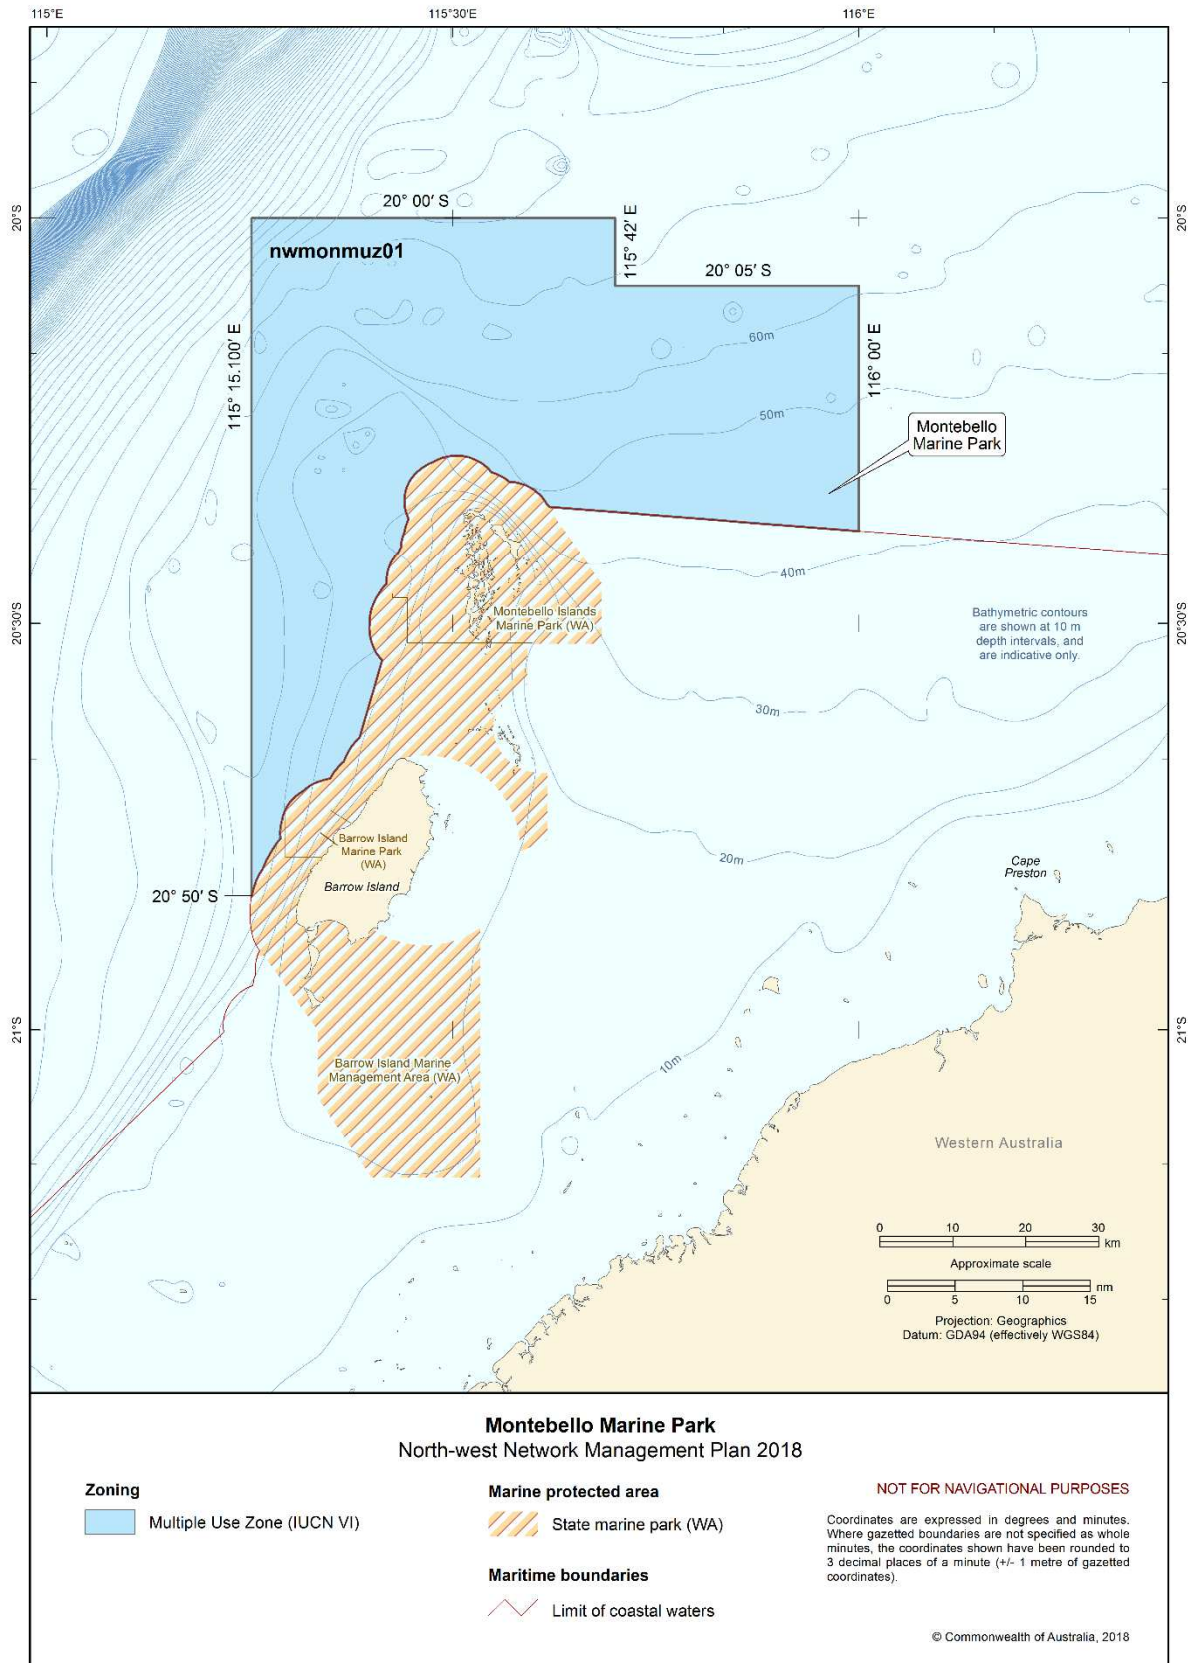 115°E
115°30'E
116°E
20°S
20°S
20° 00′ S
nwmonmuz01
115° 42′ E
20° 05′ S
115° 15.100′ E
60m
116° 00′ E
50m
Montebello
Marine Park
40m
20°30'S
20°30'S
Montebello Islands
Marine Park (WA)
Bathymetric contours
are shown at 10 m
depth intervals, and
are indicative only.
30m
Barrow Island
Marine Park
(WA)
Barrow Island
20m
Cape
Preston
20° 50′ S
21°S
21°S
Barrow Island Marine
Management Area (WA)
10m
Western Australia
0 10 20 30
km
Approximate scale
nm
0 5 10 15
Projection: Geographics
Datum: GDA94 (effectively WGS84)
Montebello Marine Park
North-west Network Management Plan 2018
Zoning
Multiple Use Zone (IUCN VI)
Marine protected area
State marine park (WA)
Maritime boundaries
Limit of coastal waters
NOT FOR NAVIGATIONAL PURPOSES
Coordinates are expressed in degrees and minutes.
Where gazetted boundaries are not specified as whole
minutes, the coordinates shown have been rounded to
3 decimal places of a minute (+/- 1 metre of gazetted
coordinates).
© Commonwealth of Australia, 2018